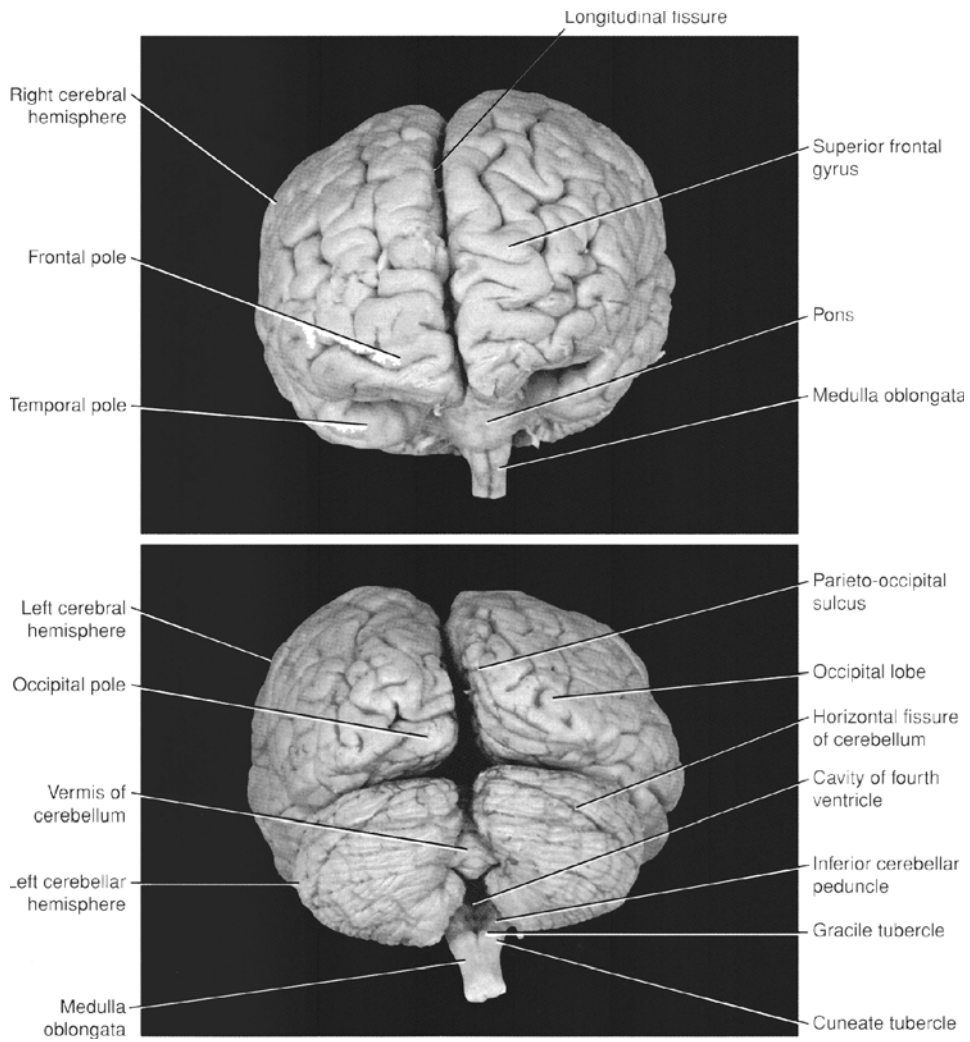 Longitudinal fissure
Right cerebral
hemisphere
Superior frontal
gyrus
Frontal pole
Pons
Temporal pole
Medulla oblongata
Parieto-occipital
sulcus
Left cerebral
hemisphere
Occipital lobe
Occipital pole
Horizontal fissure
of cerebellum
Cavity of fourth
ventricle
Vermis of
cerebellum
Inferior cerebellar
peduncle
Left cerebellar
hemisphere
Gracile tubercle
Medulla
oblongata
Cuneate tubercle